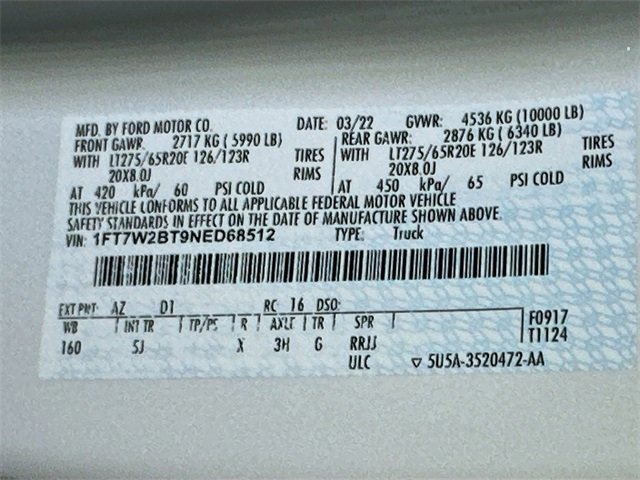 MFD. BY FORD MOTOR CO. DATE: 03/22 GVWR: 4536 KG (10000 LB)
FRONT GAWR: 2717 KG ( 5990 LB) REAR GAWR: 2876 KG ( 6340 LB)
WITH LT275/65R20E 126/123R TIRES WITH LT275/65R20E 126/123R TIRES
20X8.0J RIMS 20X8.0J RIMS
AT 420 kPa/ 60 PSI COLD AT 450 kPa/ 65 PSI COLD
THIS VEHICLE CONFORMS TO ALL APPLICABLE FEDERAL MOTOR VEHICLE
SAFETY STANDARDS IN EFFECT ON THE DATE OF MANUFACTURE SHOWN ABOVE.
VIN: 1FT7W2BT9NED68512 TYPE: Truck
EXT PNT: AZ D1 RC: 16 DSO:
WB INT TR TP/PS R AXLE TR SPR F0917
160 5J X 3H G RRJJ T1124
ULC ▽ 5U5A-3520472-AA